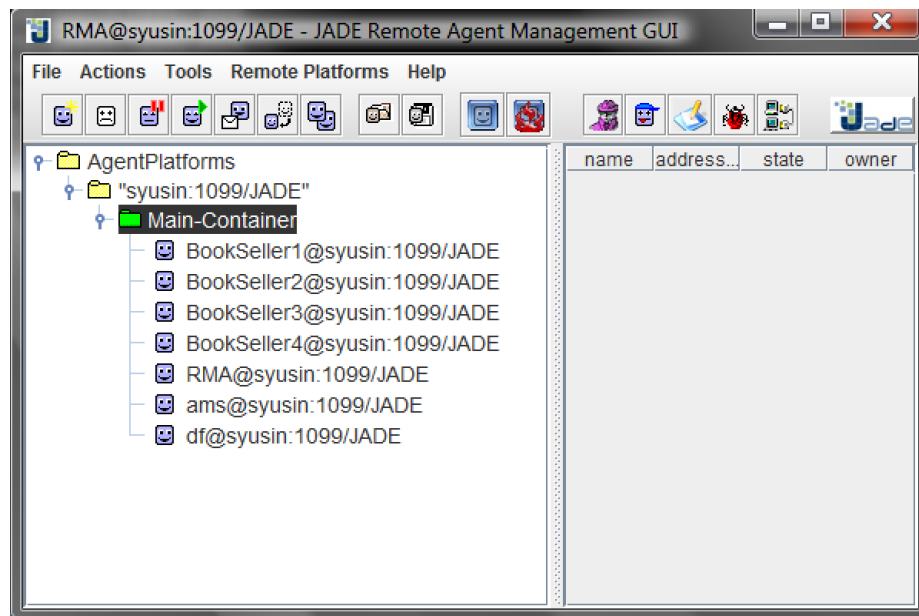 RMA@syusin:1099/JADE - JADE Remote Agent Management GUI
File Actions Tools Remote Platforms Help
Jade
AgentPlatforms
name address... state owner
"syusin:1099/JADE"
Main-Container
BookSeller1@syusin:1099/JADE
BookSeller2@syusin:1099/JADE
BookSeller3@syusin:1099/JADE
BookSeller4@syusin:1099/JADE
RMA@syusin:1099/JADE
ams@syusin:1099/JADE
df@syusin:1099/JADE